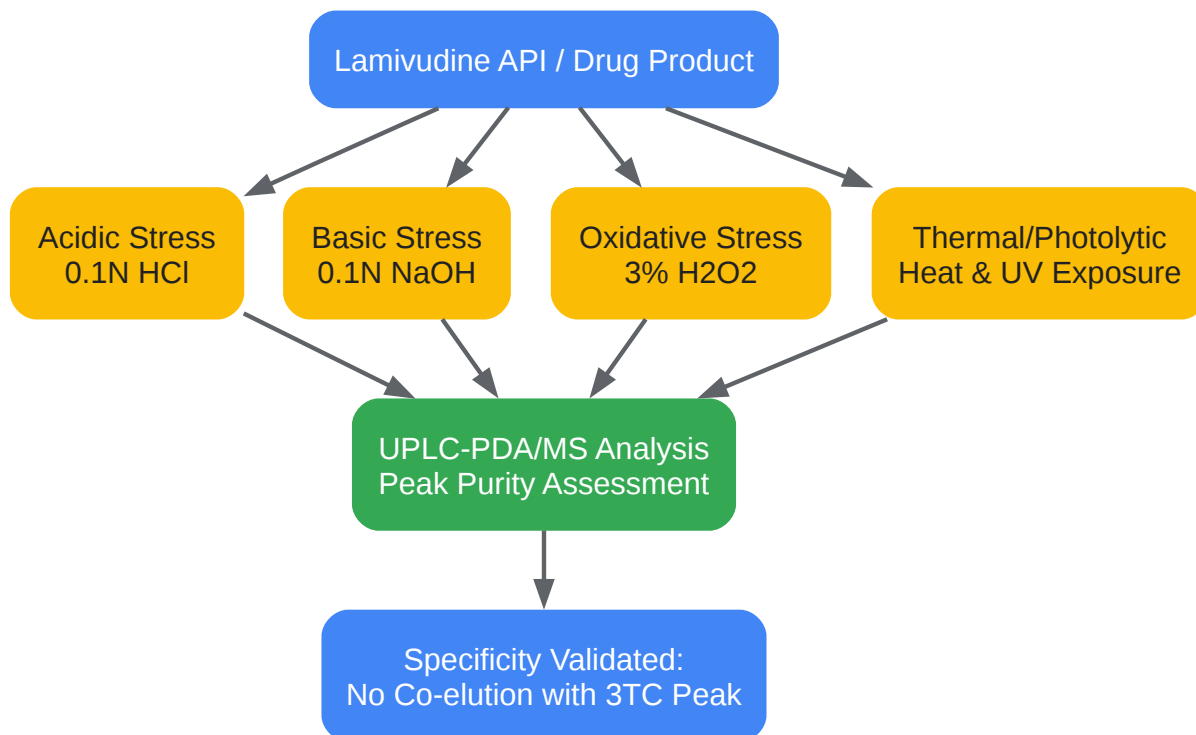 Lamivudine API / Drug Product
Acidic Stress
0.1N HCl
Basic Stress
0.1N NaOH
Oxidative Stress
3% H2O2
Thermal/Photolytic
Heat & UV Exposure
UPLC-PDA/MS Analysis
Peak Purity Assessment
Specificity Validated:
No Co-elution with 3TC Peak